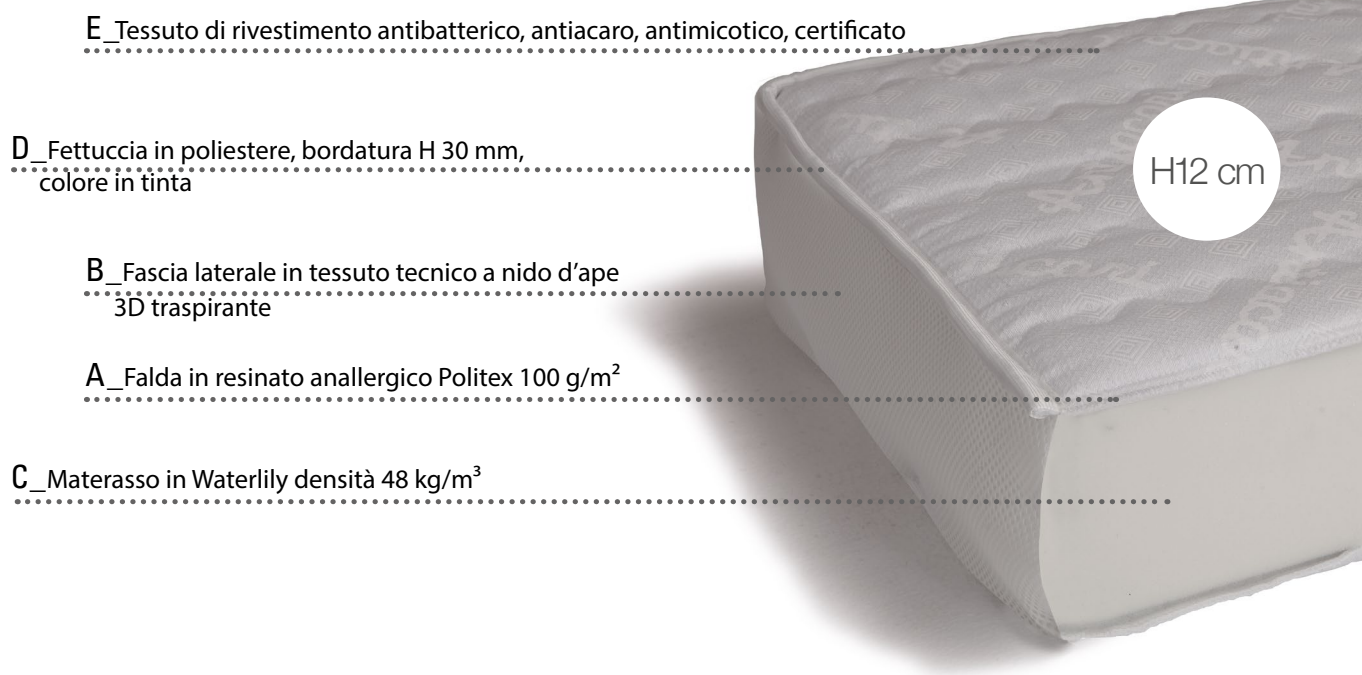 E_Tessuto di rivestimento antibatterico, antiacaro, antimicotico, certificato
D_Fettuccia in poliestere, bordatura H 30 mm,
colore in tinta
H12 cm
B_Fascia laterale in tessuto tecnico a nido d’ape
3D traspirante
A_Falda in resinato anallergico Politex 100 g/m²
C_Materasso in Waterlily densità 48 kg/m³